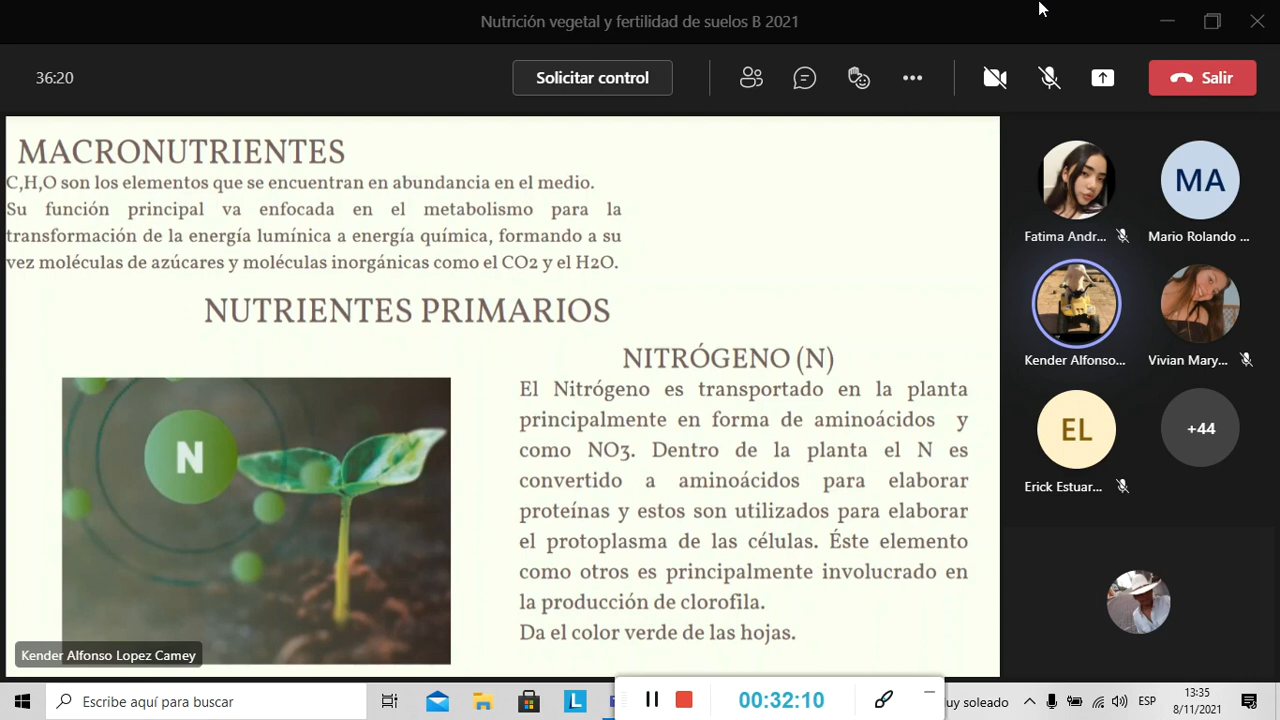 Nutrición vegetal y fertilidad de suelos B 2021
36:20
Solicitar control
Salir
MACRONUTRIENTES
C,H,O son los elementos que se encuentran en abundancia en el medio.
Su función principal va enfocada en el metabolismo para la
transformación de la energía lumínica a energía química, formando a su
vez moléculas de azúcares y moléculas inorgánicas como el CO2 y el H2O.
NUTRIENTES PRIMARIOS
NITRÓGENO (N)
El Nitrógeno es transportado en la planta
principalmente en forma de aminoácidos y
como NO3. Dentro de la planta el N es
convertido a aminoácidos para elaborar
proteínas y estos son utilizados para elaborar
el protoplasma de las células. Éste elemento
como otros es principalmente involucrado en
la producción de clorofila.
Da el color verde de las hojas.
N
Kender Alfonso Lopez Camey
Fatima Andr...
MA
Mario Rolando ...
Kender Alfonso...
Vivian Mary...
EL
Erick Estuar...
+44
Escribe aquí para buscar
L
00:32:10
uy soleado
ESP
13:35
8/11/2021